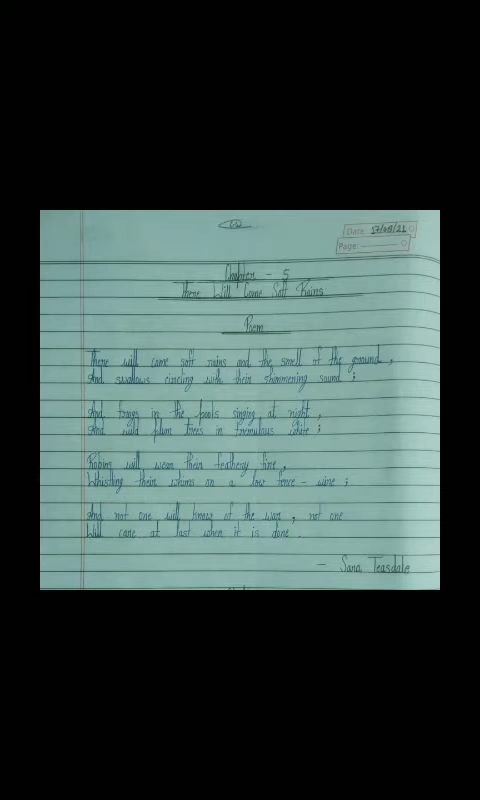 Date: 17/09/21
Page:
Chapter - 5
There Will Come Soft Rains
Poem
There will come soft rains and the smell of the ground,
And swallows circling with their shimmering sound;
And frogs in the pools singing at night,
And wild plum trees in tremulous white;
Robins will wear their feathery fire,
Whistling their whims on a low fence - wire;
And not one will know of the war, not one
Will care at last when it is done.
- Sara Teasdale